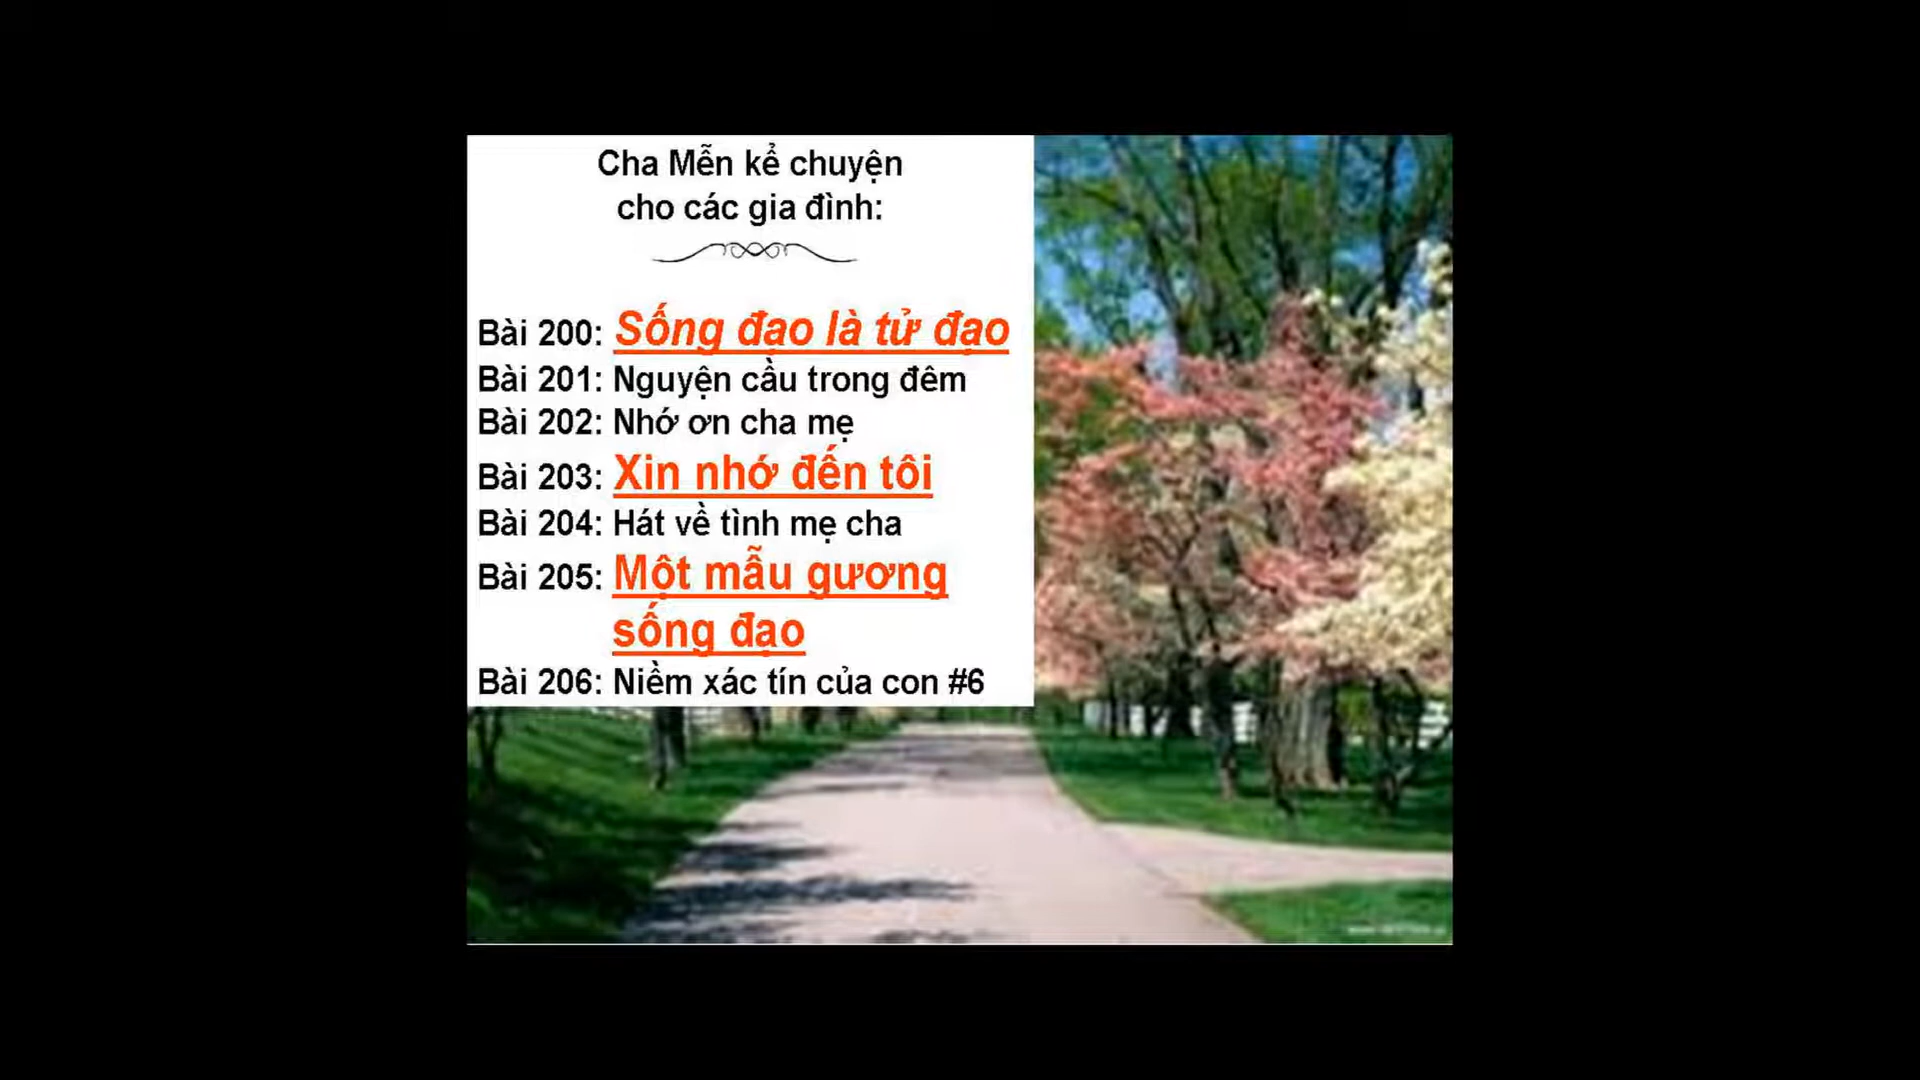 Cha Mễn kể chuyện
cho các gia đình:
Bài 200: Sống đạo là tử đạo
Bài 201: Nguyện cầu trong đêm
Bài 202: Nhớ ơn cha mẹ
Bài 203: Xin nhớ đến tôi
Bài 204: Hát về tình mẹ cha
Bài 205: Một mẫu gương
sống đạo
Bài 206: Niềm xác tín của con #6